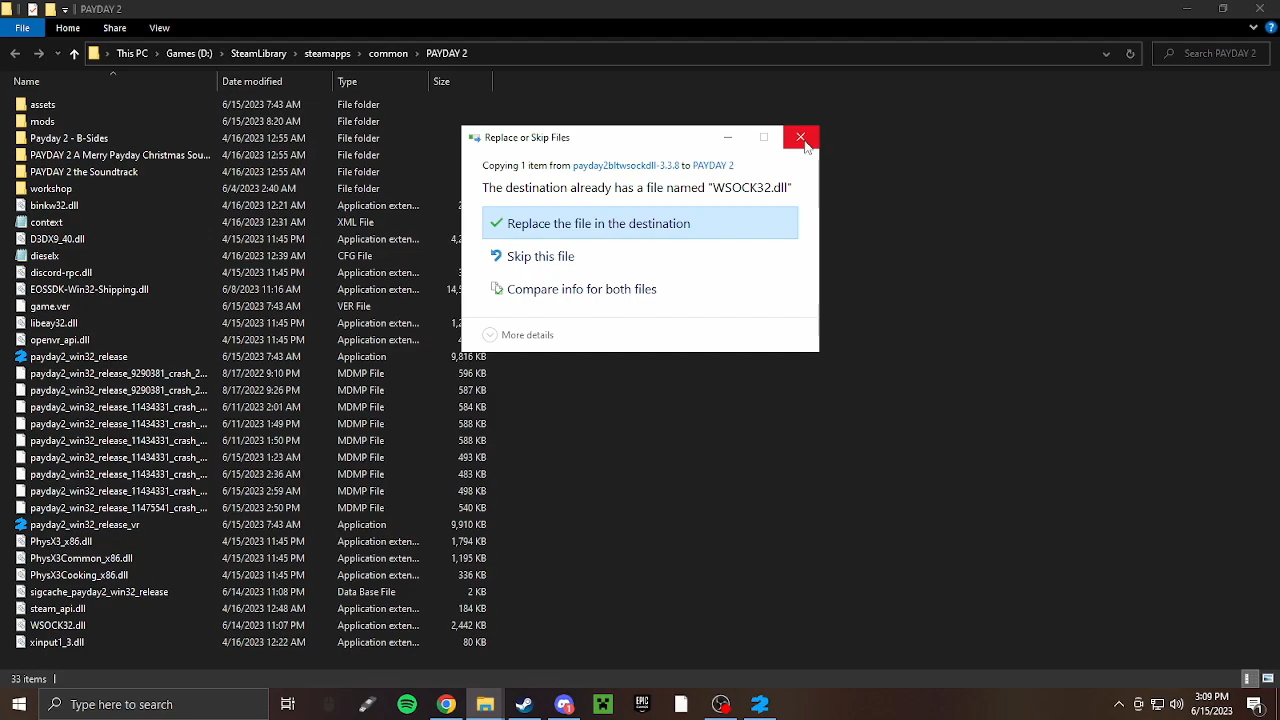 PAYDAY 2
File Home Share View
This PC > Games (D:) > SteamLibrary > steamapps > common > PAYDAY 2
Search PAYDAY 2
Name Date modified Type Size
assets 6/15/2023 7:43 AM File folder
mods 6/15/2023 8:20 AM File folder
Payday 2 - B-Sides 4/16/2023 12:55 AM File folder
PAYDAY 2 A Merry Payday Christmas Sou... 4/16/2023 12:55 AM File folder
PAYDAY 2 the Soundtrack 4/16/2023 12:55 AM File folder
workshop 6/4/2023 2:40 AM File folder
binkw32.dll 4/16/2023 12:21 AM Application exten...
context 4/16/2023 12:31 AM XML File
D3DX9_40.dll 4/15/2023 11:45 PM Application exten...
dieselx 4/16/2023 12:39 AM CFG File
discord-rpc.dll 4/15/2023 11:45 PM Application exten...
EOSSDK-Win32-Shipping.dll 6/8/2023 11:16 AM Application exten...
game.ver 6/15/2023 7:43 AM VER File
libeay32.dll 4/15/2023 11:45 PM Application exten...
openvr_api.dll 4/15/2023 11:45 PM Application exten...
payday2_win32_release 6/15/2023 7:43 AM Application 9,816 KB
payday2_win32_release_9290381_crash_2... 8/17/2022 9:10 PM MDMP File 596 KB
payday2_win32_release_9290381_crash_2... 8/17/2022 9:26 PM MDMP File 587 KB
payday2_win32_release_11434331_crash_... 6/11/2023 2:01 AM MDMP File 584 KB
payday2_win32_release_11434331_crash_... 6/11/2023 1:49 PM MDMP File 588 KB
payday2_win32_release_11434331_crash_... 6/11/2023 1:50 PM MDMP File 588 KB
payday2_win32_release_11434331_crash_... 6/15/2023 1:23 AM MDMP File 493 KB
payday2_win32_release_11434331_crash_... 6/15/2023 2:36 AM MDMP File 483 KB
payday2_win32_release_11434331_crash_... 6/15/2023 2:59 AM MDMP File 498 KB
payday2_win32_release_11475541_crash_... 6/15/2023 2:50 PM MDMP File 540 KB
payday2_win32_release_vr 6/15/2023 7:43 AM Application 9,910 KB
PhysX3_x86.dll 4/15/2023 11:45 PM Application exten... 1,794 KB
PhysX3Common_x86.dll 4/15/2023 11:45 PM Application exten... 1,195 KB
PhysX3Cooking_x86.dll 4/15/2023 11:45 PM Application exten... 336 KB
sigcache_payday2_win32_release 6/14/2023 11:08 PM Data Base File 2 KB
steam_api.dll 4/16/2023 12:48 AM Application exten... 184 KB
WSOCK32.dll 6/14/2023 11:07 PM Application exten... 2,442 KB
xinput1_3.dll 4/16/2023 12:22 AM Application exten... 80 KB
Replace or Skip Files
Copying 1 item from payday2bltwsockdll-3.3.8 to PAYDAY 2
The destination already has a file named "WSOCK32.dll"
Replace the file in the destination
Skip this file
Compare info for both files
More details
33 items
Type here to search
EPIC
3:09 PM
6/15/2023